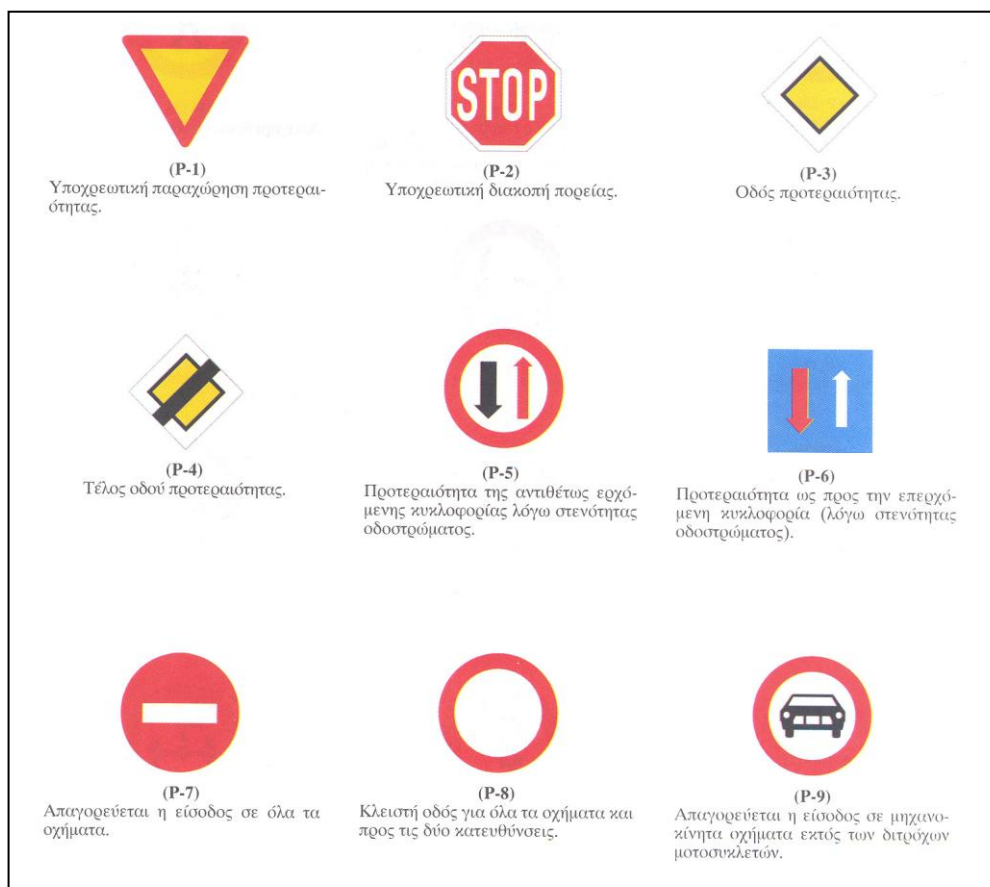 STOP
(Ρ-1)
Υποχρεωτική παραχώρηση προτεραι-
ότητας.
(Ρ-2)
Υποχρεωτική διακοπή πορείας.
(Ρ-3)
Οδός προτεραιότητας.
(Ρ-4)
Τέλος οδού προτεραιότητας.
(Ρ-5)
Προτεραιότητα της αντιθέτως ερχό-
μενης κυκλοφορίας λόγω στενότητας
οδοστρώματος.
(Ρ-6)
Προτεραιότητα ως προς την επερχό-
μενη κυκλοφορία (λόγω στενότητας
οδοστρώματος).
(Ρ-7)
Απαγορεύεται η είσοδος σε όλα τα
οχήματα.
(Ρ-8)
Κλειστή οδός για όλα τα οχήματα και
προς τις δύο κατευθύνσεις.
(Ρ-9)
Απαγορεύεται η είσοδος σε μηχανο-
κίνητα οχήματα εκτός των διτρόχων
μοτοσυκλετών.